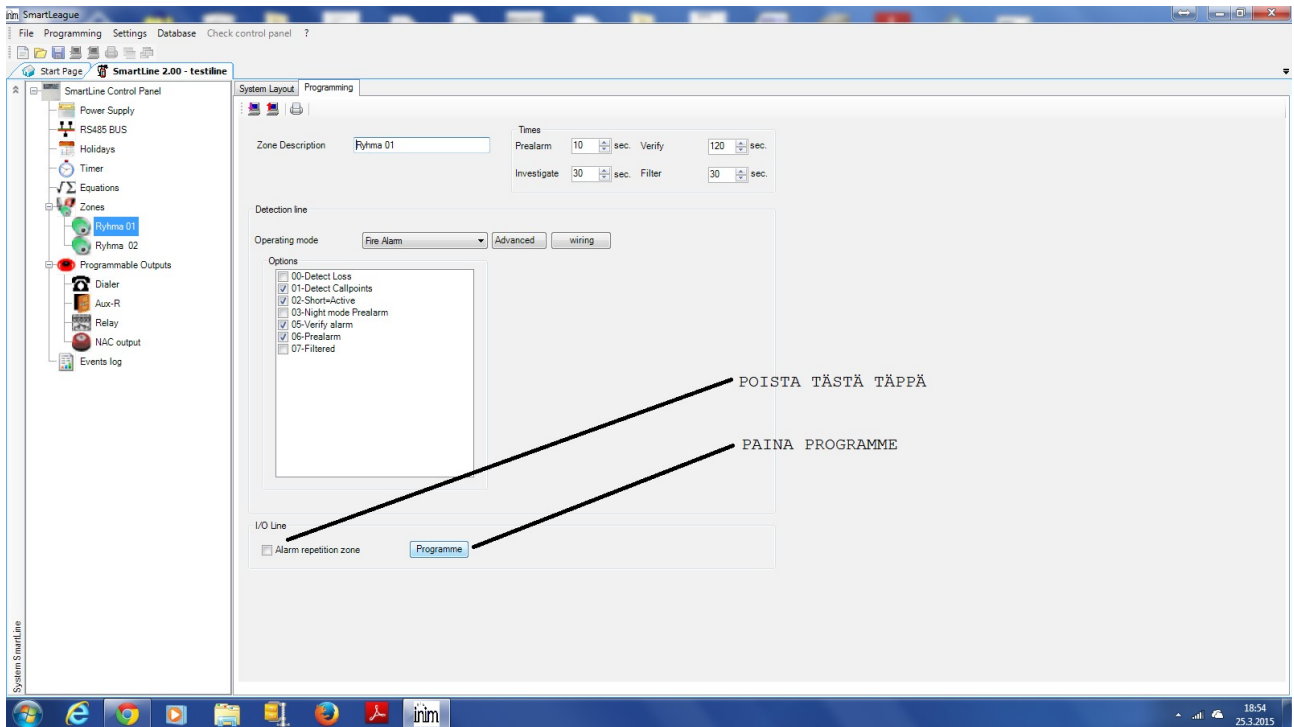 inim SmartLeague
File Programming Settings Database Check control panel ?
Start Page SmartLine 2.00 - testiline
SmartLine Control Panel
Power Supply
RS485 BUS
Holidays
Timer
Equations
Zones
Ryhma 01
Ryhma 02
Programmable Outputs
Dialer
Aux-R
Relay
NAC output
Events log
System SmartLine
System Layout Programming
Zone Description Ryhma 01
Times
Prealarm 10 sec. Verify 120 sec.
Investigate 30 sec. Filter 30 sec.
Detection line
Operating mode Fire Alarm Advanced wiring
Options
00-Detect Loss
01-Detect Callpoints
02-Short=Active
03-Night mode Prealarm
05-Verify alarm
06-Prealarm
07-Filtered
POISTA TÄSTÄ TÄPPÄ
PAINA PROGRAMME
I/O Line
Alarm repetition zone Programme
inim
18:54
25.3.2015